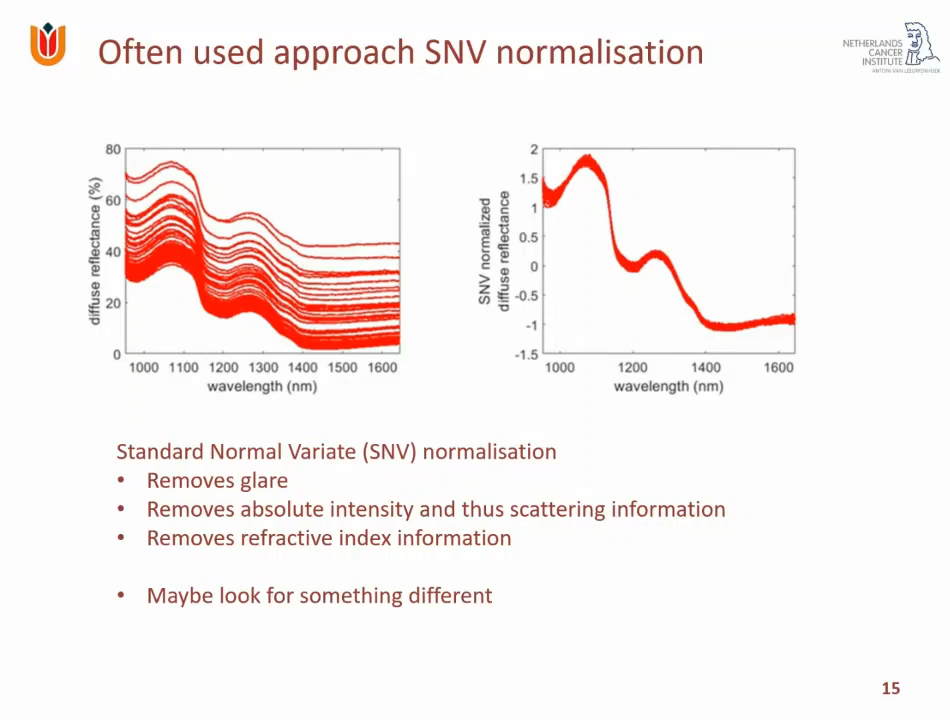 Often used approach SNV normalisation
NETHERLANDS
CANCER
INSTITUTE
ANTONI VAN LEEUWENHOEK
80
60
40
20
0
diffuse reflectance (%)
1000 1100 1200 1300 1400 1500 1600
wavelength (nm)
2
1.5
1
0.5
0
-0.5
-1
-1.5
SNV normalized
diffuse reflectance
1000 1200 1400 1600
wavelength (nm)
Standard Normal Variate (SNV) normalisation
• Removes glare
• Removes absolute intensity and thus scattering information
• Removes refractive index information
• Maybe look for something different
15